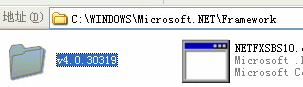 地址(D) C:\WINDOWS\Microsoft.NET\Framework
v4.0.30319
NETFXSBS10.
Microsoft .
Microsoft C